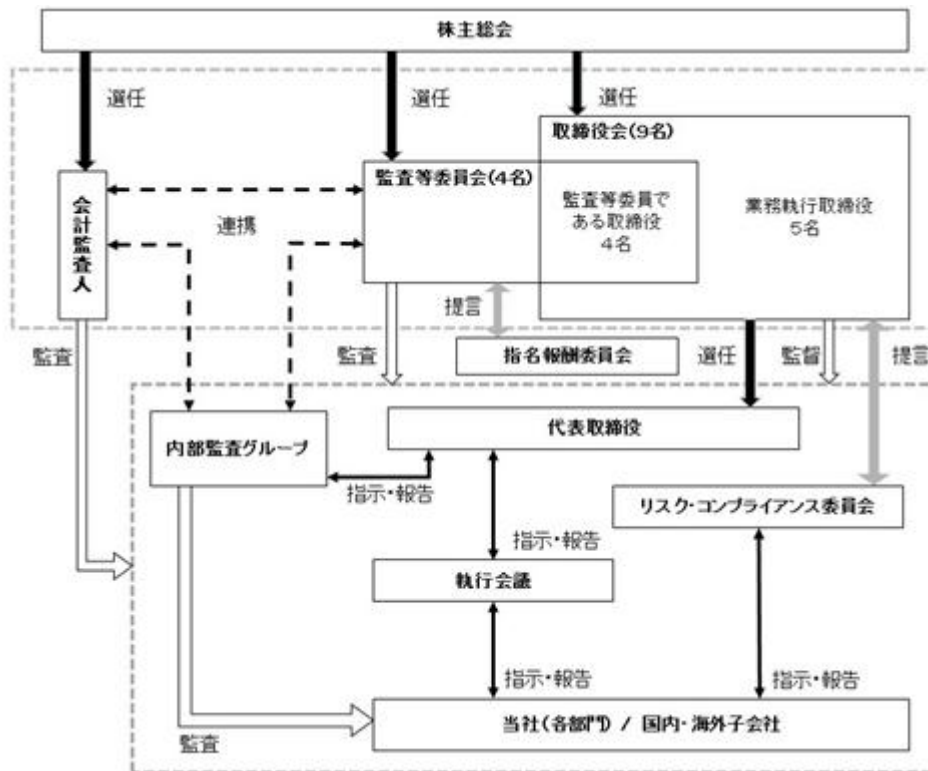 株主総会
選任
選任
選任
取締役会(9名)
監査等委員会(4名)
会計監査人
連携
監査等委員で
ある取締役
4名
業務執行取締役
5名
提言
監査
監査
指名報酬委員会
選任
監督
提言
代表取締役
内部監査グループ
指示・報告
リスク・コンプライアンス委員会
指示・報告
執行会議
指示・報告
指示・報告
当社(各部門) / 国内・海外子会社
監査